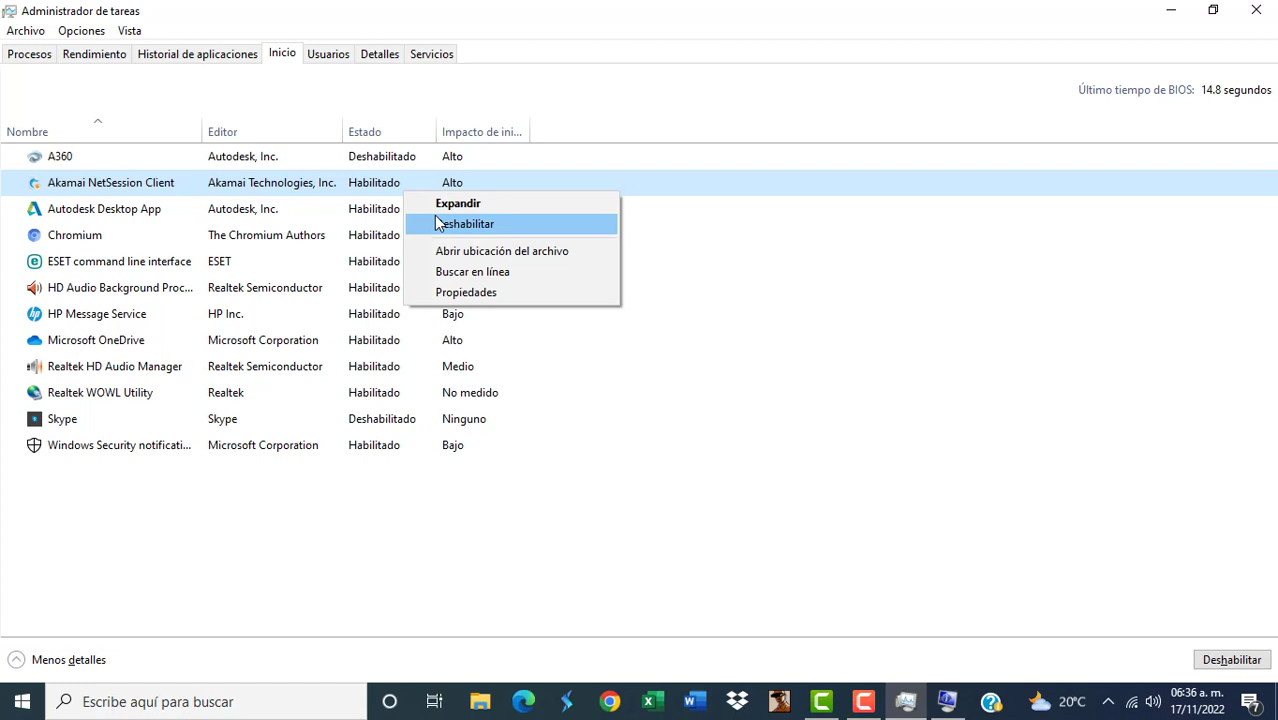 Administrador de tareas
Archivo Opciones Vista
Procesos Rendimiento Historial de aplicaciones Inicio Usuarios Detalles Servicios
Último tiempo de BIOS: 14.8 segundos
Nombre Editor Estado Impacto de ini...
A360 Autodesk, Inc. Deshabilitado Alto
Akamai NetSession Client Akamai Technologies, Inc. Habilitado Alto
Expandir
Autodesk Desktop App Autodesk, Inc. Habilitado
eshabilitar
Chromium The Chromium Authors Habilitado
Abrir ubicación del archivo
ESET command line interface ESET Habilitado
Buscar en línea
HD Audio Background Proc... Realtek Semiconductor Habilitado
Propiedades
HP Message Service HP Inc. Habilitado Bajo
Microsoft OneDrive Microsoft Corporation Habilitado Alto
Realtek HD Audio Manager Realtek Semiconductor Habilitado Medio
Realtek WOWL Utility Realtek Habilitado No medido
Skype Skype Deshabilitado Ninguno
Windows Security notificati... Microsoft Corporation Habilitado Bajo
Menos detalles Deshabilitar
Escribe aquí para buscar 20°C 06:36 a. m.
17/11/2022 7